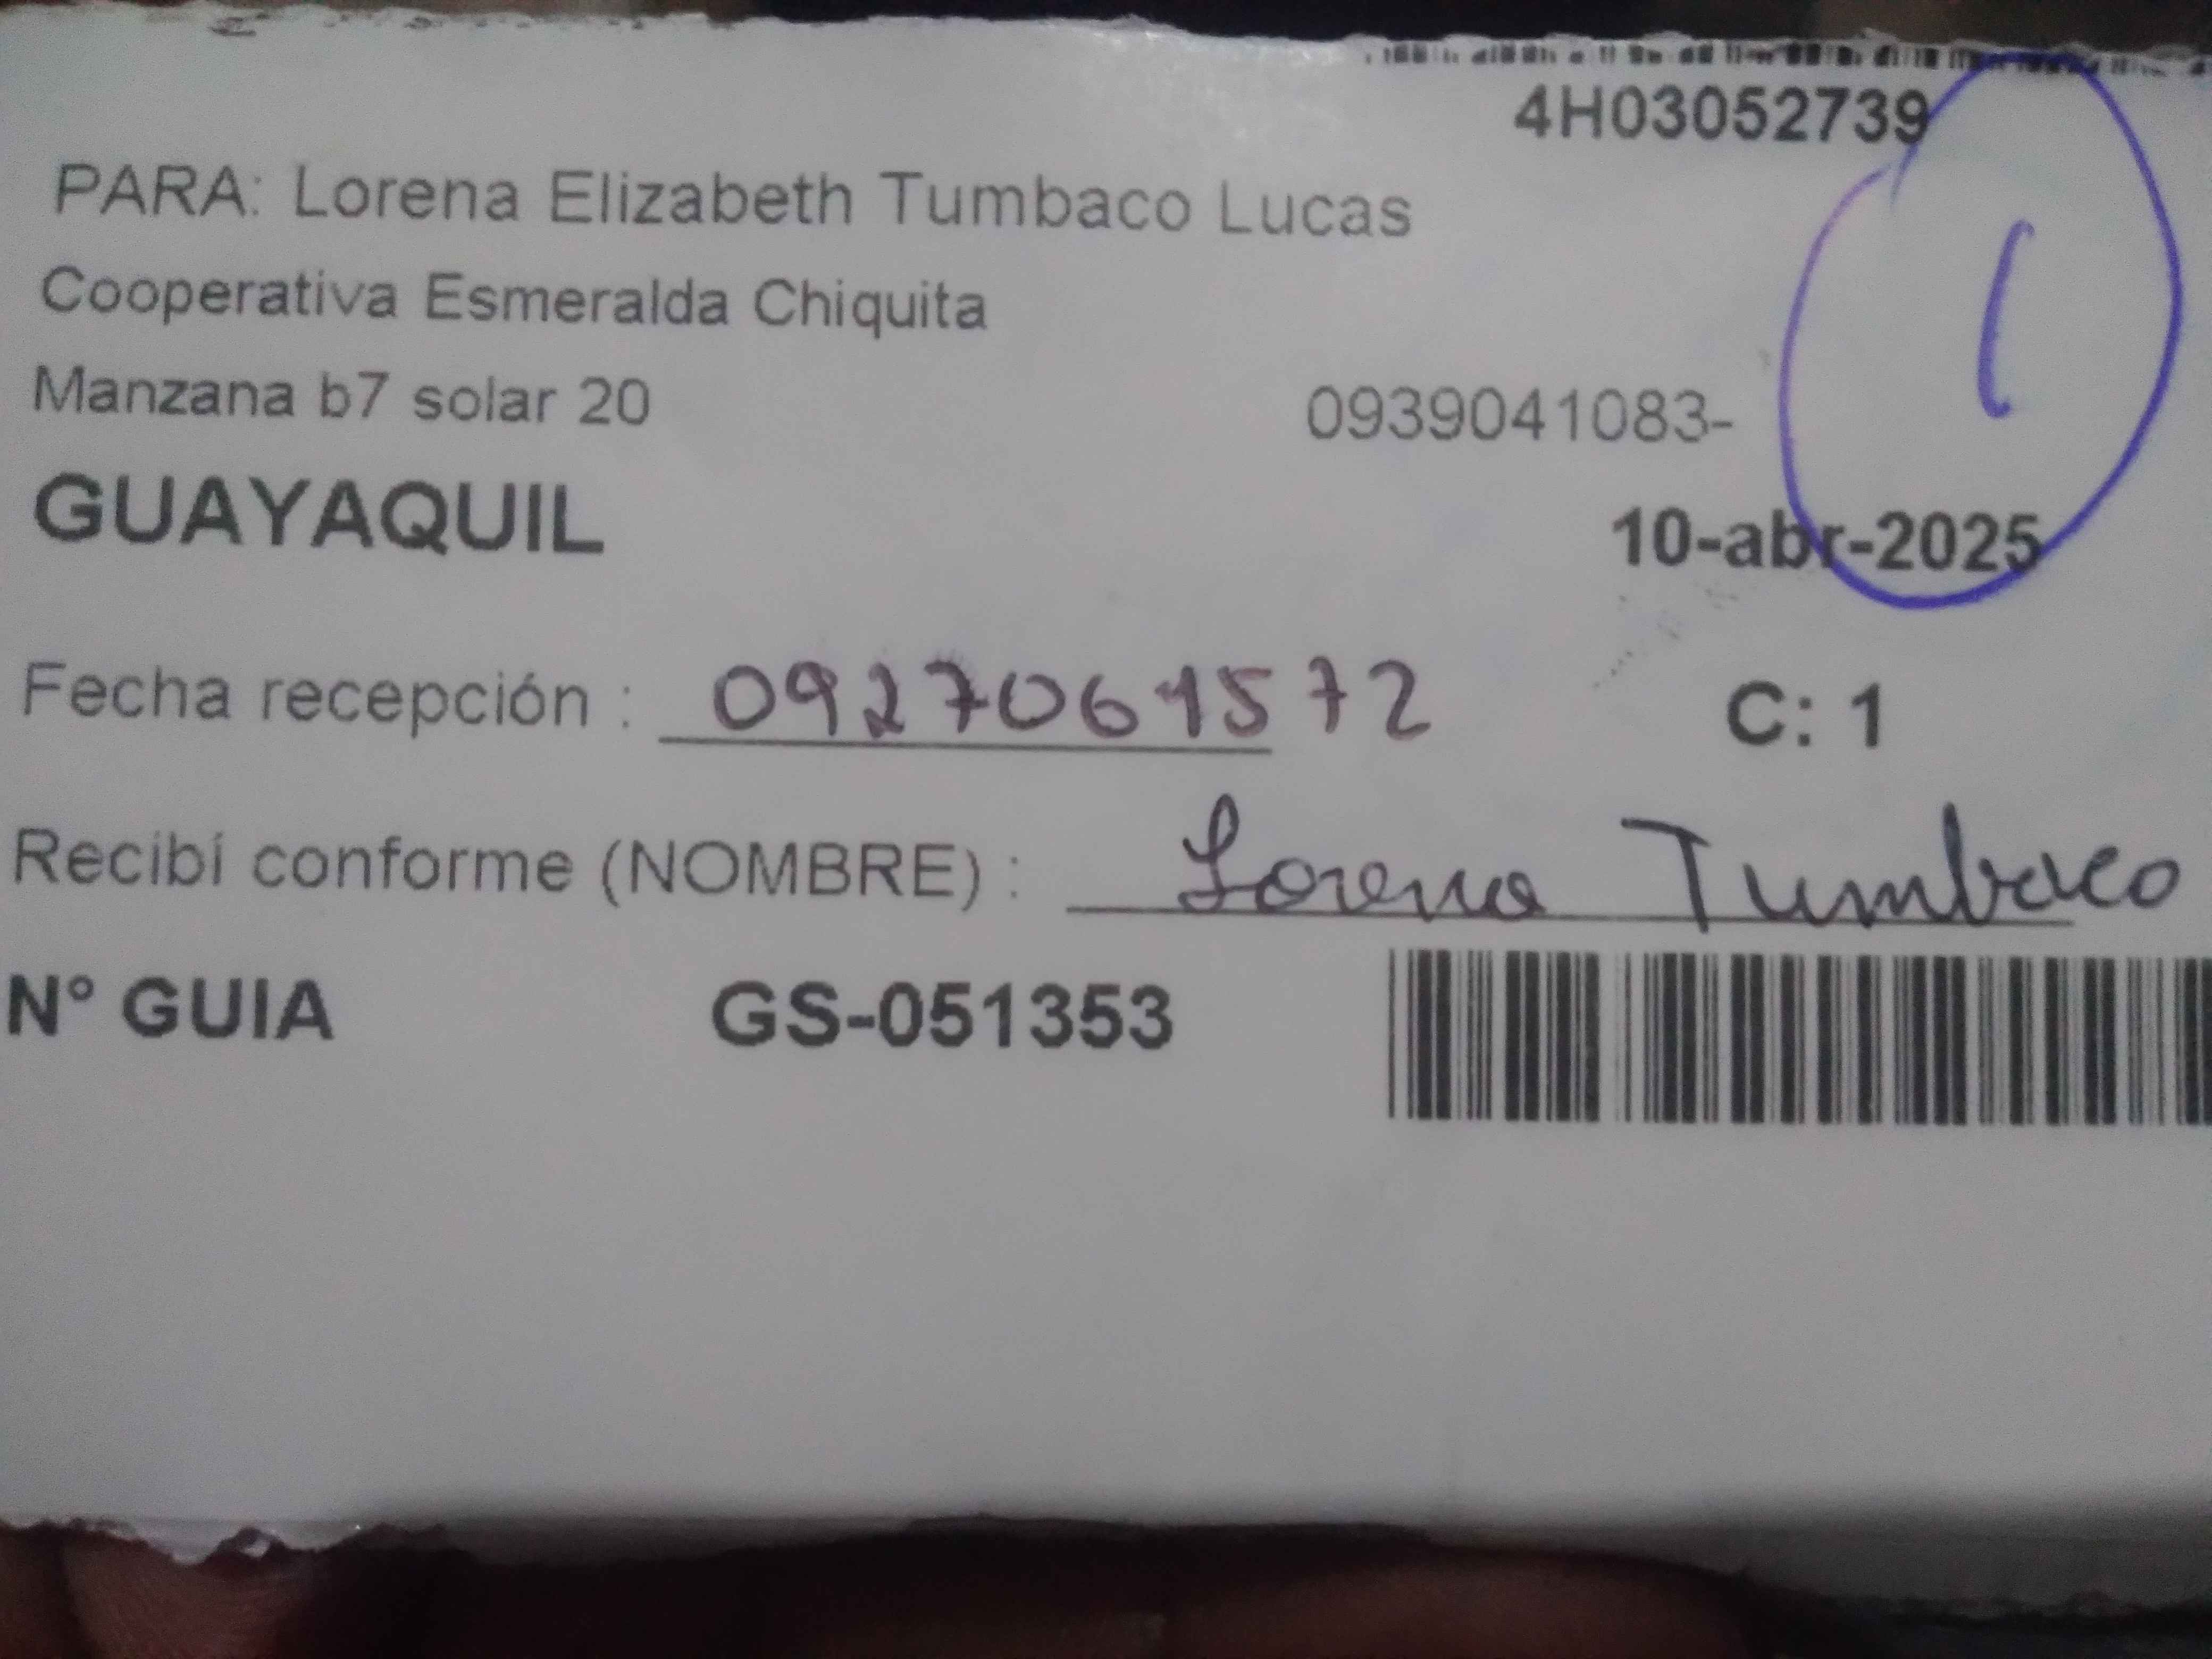 4H03052739
PARA: Lorena Elizabeth Tumbaco Lucas
Cooperativa Esmeralda Chiquita
Manzana b7 solar 20 0939041083-
1
GUAYAQUIL 10-abr-2025
Fecha recepción : 0927061572 C: 1
Recibí conforme (NOMBRE) : Lorena Tumbaco
N° GUIA GS-051353